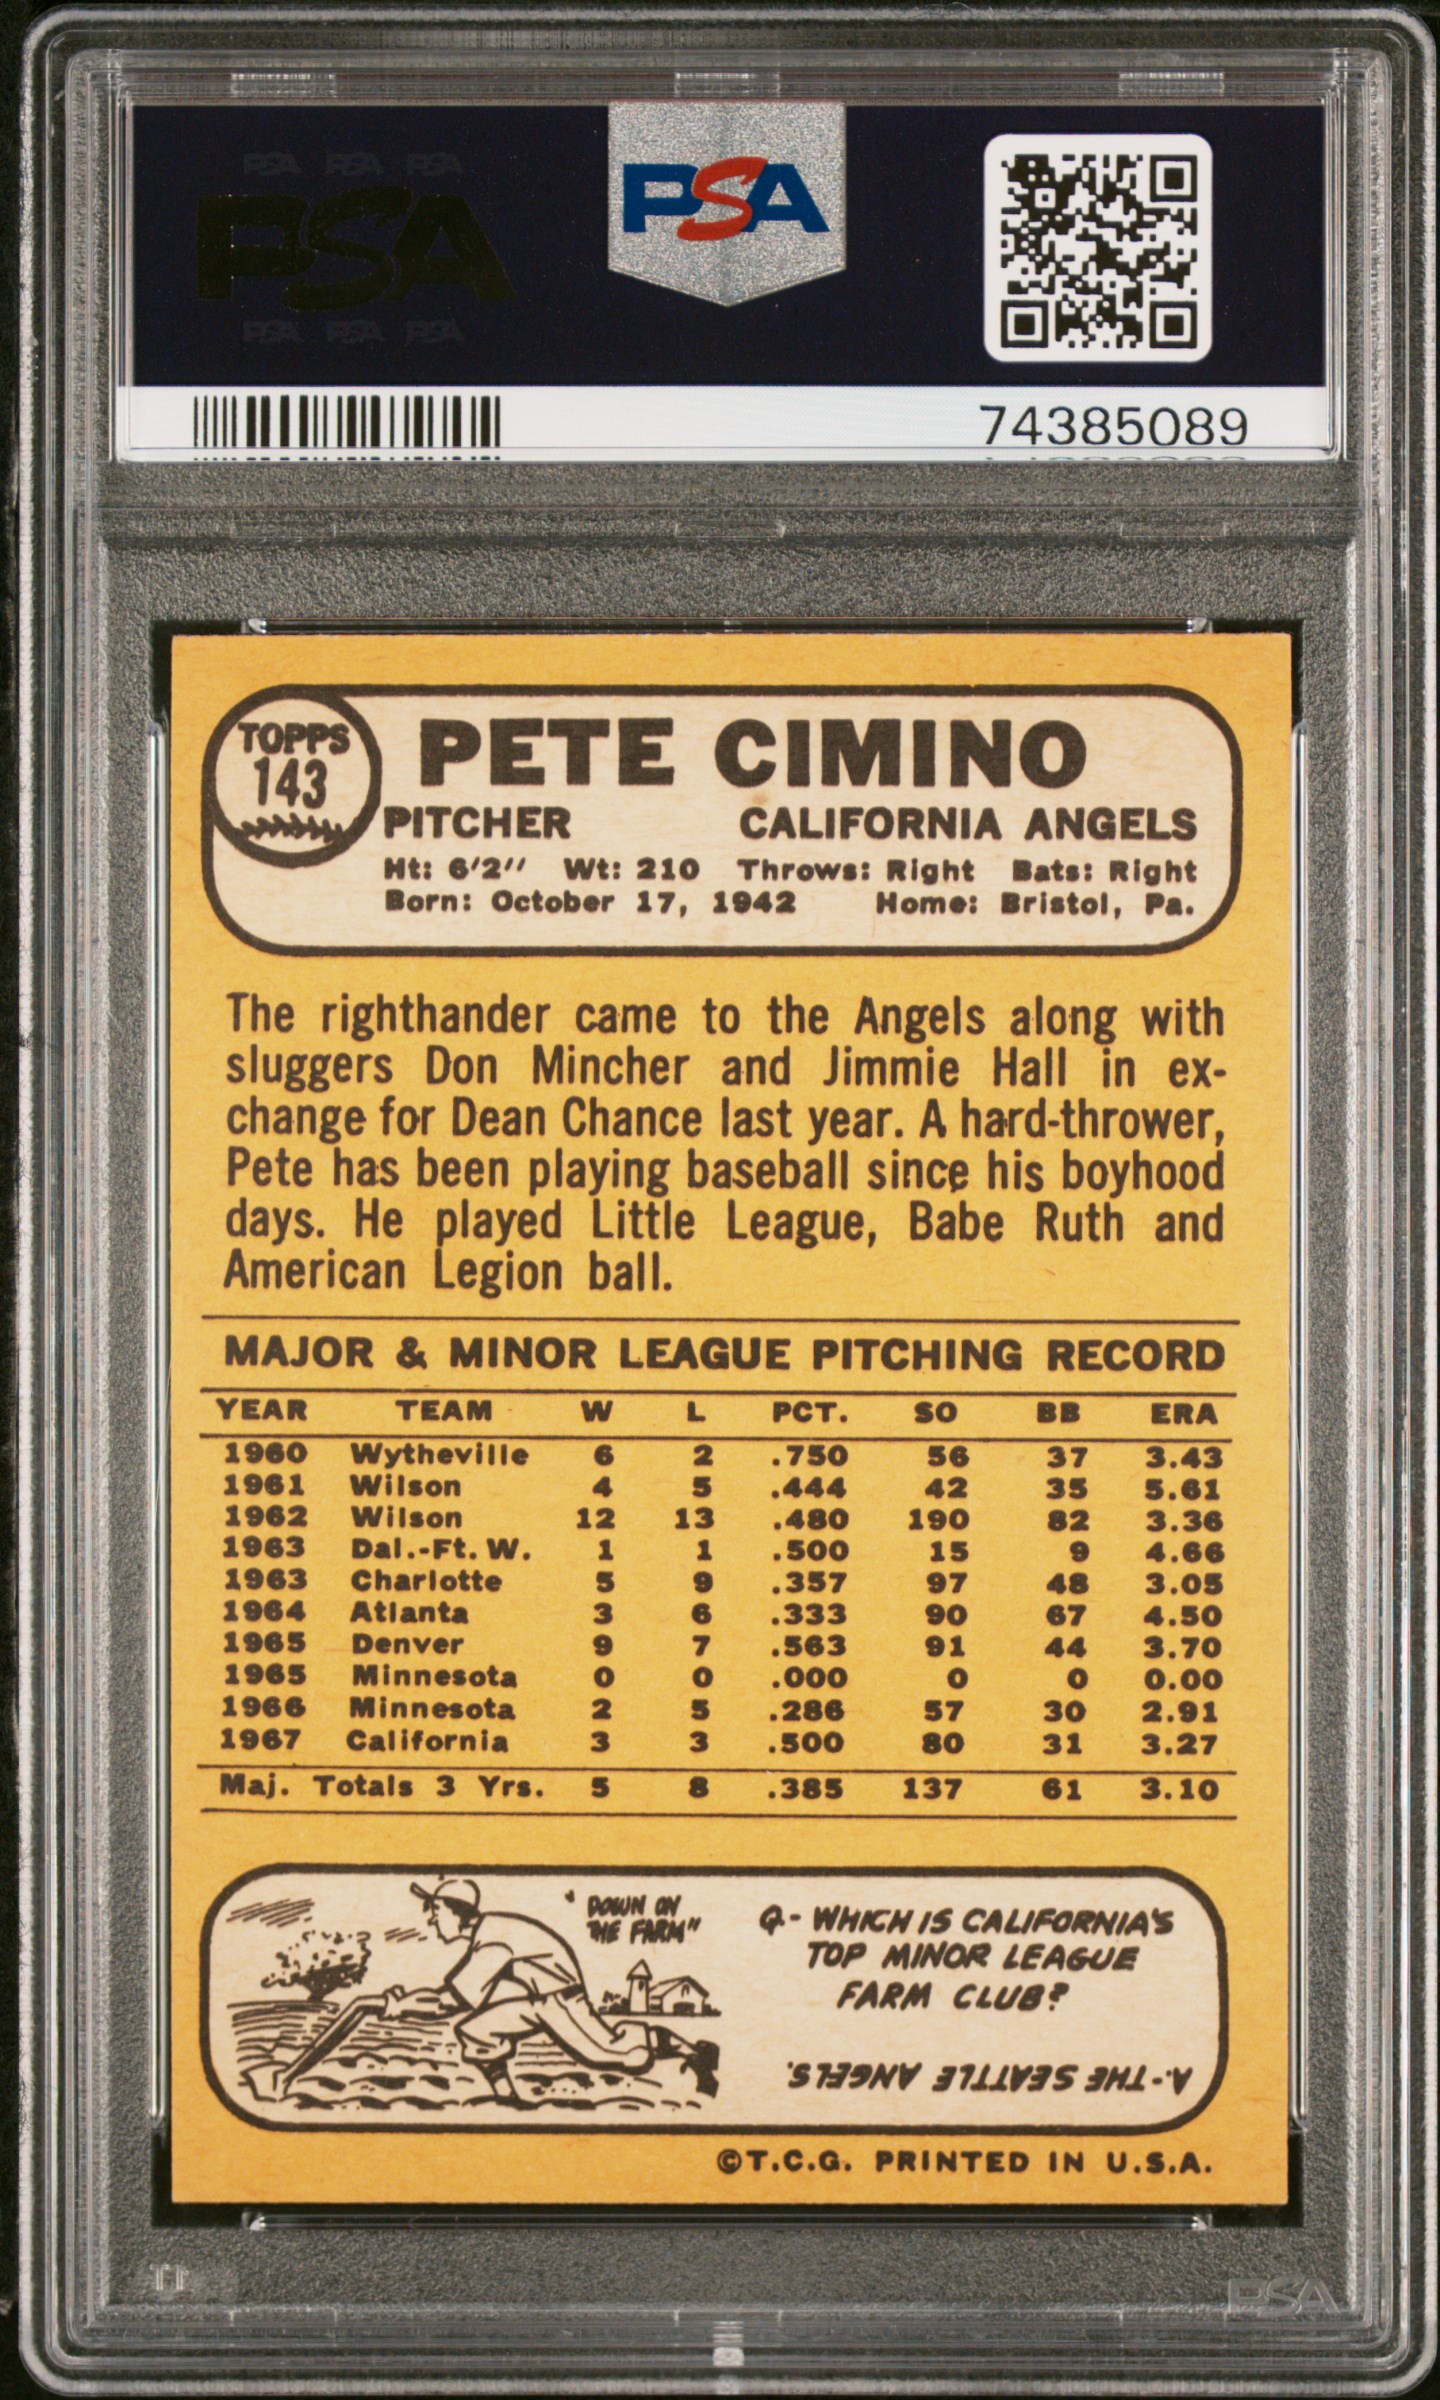 PSA PSA PSA
PSA
PSA PSA PSA
PSA
74385089
TOPPS
143
PETE CIMINO
PITCHER CALIFORNIA ANGELS
Ht: 6'2" Wt: 210 Throws: Right Bats: Right
Born: October 17, 1942 Home: Bristol, Pa.
The righthander came to the Angels along with
sluggers Don Mincher and Jimmie Hall in ex-
change for Dean Chance last year. A hard-thrower,
Pete has been playing baseball since his boyhood
days. He played Little League, Babe Ruth and
American Legion ball.
MAJOR & MINOR LEAGUE PITCHING RECORD
YEAR TEAM W L PCT. SO BB ERA
1960 Wytheville 6 2 .750 56 37 3.43
1961 Wilson 4 5 .444 42 35 5.61
1962 Wilson 12 13 .480 190 82 3.36
1963 Dal.-Ft. W. 1 1 .500 15 9 4.66
1963 Charlotte 5 9 .357 97 48 3.05
1964 Atlanta 3 6 .333 90 67 4.50
1965 Denver 9 7 .563 91 44 3.70
1965 Minnesota 0 0 .000 0 0 0.00
1966 Minnesota 2 5 .286 57 30 2.91
1967 California 3 3 .500 80 31 3.27
Maj. Totals 3 Yrs. 5 8 .385 137 61 3.10
"DOWN ON
THE FARM"
Q- WHICH IS CALIFORNIA'S
TOP MINOR LEAGUE
FARM CLUB?
A.-THE SEATTLE ANGELS.
©T.C.G. PRINTED IN U.S.A.
PSA